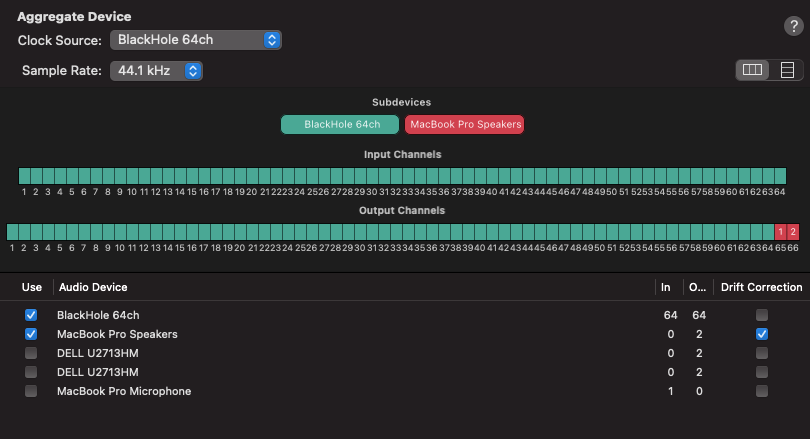 Aggregate Device
Clock Source: BlackHole 64ch
?
Sample Rate: 44.1 kHz
Subdevices
BlackHole 64ch MacBook Pro Speakers
Input Channels
1 2 3 4 5 6 7 8 9 10 11 12 13 14 15 16 17 18 19 20 21 22 23 24 25 26 27 28 29 30 31 32 33 34 35 36 37 38 39 40 41 42 43 44 45 46 47 48 49 50 51 52 53 54 55 56 57 58 59 60 61 62 63 64
Output Channels
1 2
1 2 3 4 5 6 7 8 9 10 11 12 13 14 15 16 17 18 19 20 21 22 23 24 25 26 27 28 29 30 31 32 33 34 35 36 37 38 39 40 41 42 43 44 45 46 47 48 49 50 51 52 53 54 55 56 57 58 59 60 61 62 63 64 65 66
Use Audio Device In O... Drift Correction
BlackHole 64ch 64 64
MacBook Pro Speakers 0 2
DELL U2713HM 0 2
DELL U2713HM 0 2
MacBook Pro Microphone 1 0